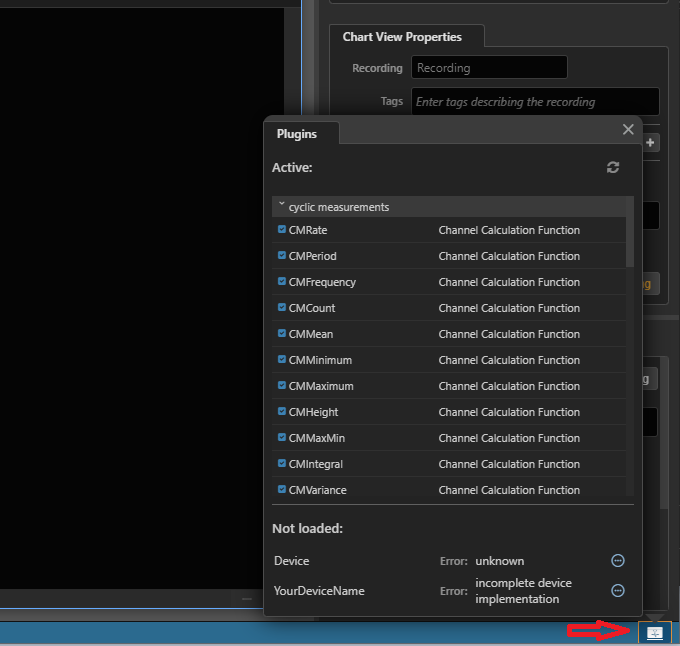 Chart View Properties
Recording Recording
Tags Enter tags describing the recording
+
Plugins
Active:
cyclic measurements
CMRate Channel Calculation Function
CMPeriod Channel Calculation Function
CMFrequency Channel Calculation Function
CMCount Channel Calculation Function
CMMean Channel Calculation Function
CMMinimum Channel Calculation Function
CMMaximum Channel Calculation Function
CMHeight Channel Calculation Function
CMMaxMin Channel Calculation Function
CMIntegral Channel Calculation Function
CMVariance Channel Calculation Function
Not loaded:
Device Error: unknown
YourDeviceName Error: incomplete device
implementation